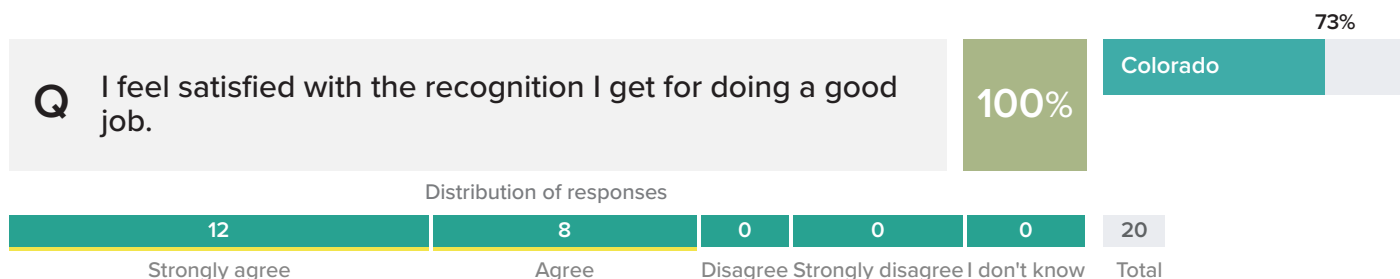 73%
Q
I feel satisfied with the recognition I get for doing a good
job.
100%
Colorado
Distribution of responses
12 8 0 0 0 20
Strongly agree Agree Disagree Strongly disagree I don't know Total